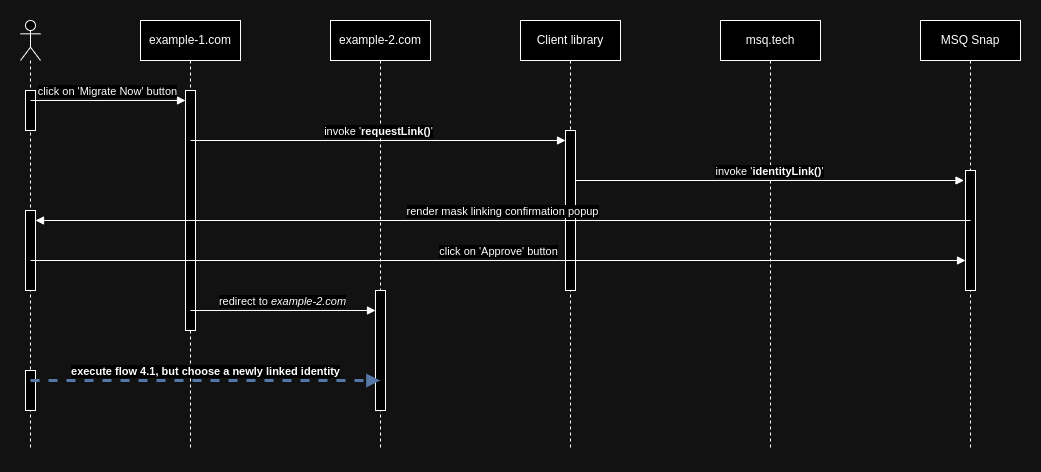 example-1.com
example-2.com
Client library
msq.tech
MSQ Snap
click on 'Migrate Now' button
invoke 'requestLink()'
invoke 'identityLink()'
render mask linking confirmation popup
click on 'Approve' button
redirect to example-2.com
execute flow 4.1, but choose a newly linked identity